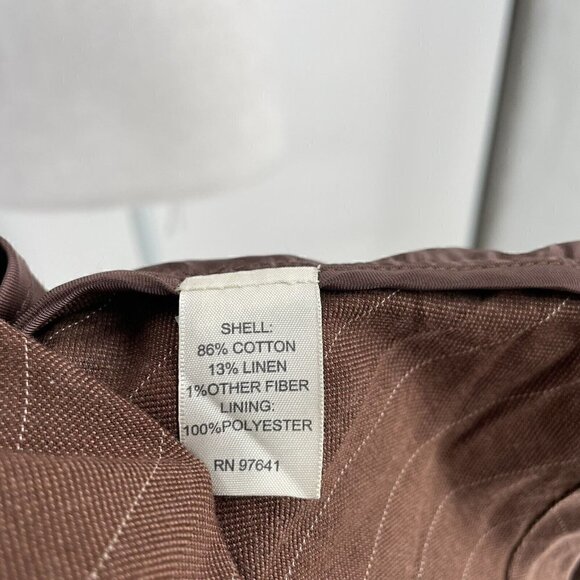 SHELL:
86% COTTON
13% LINEN
1%OTHER FIBER
LINING:
100%POLYESTER
RN 97641